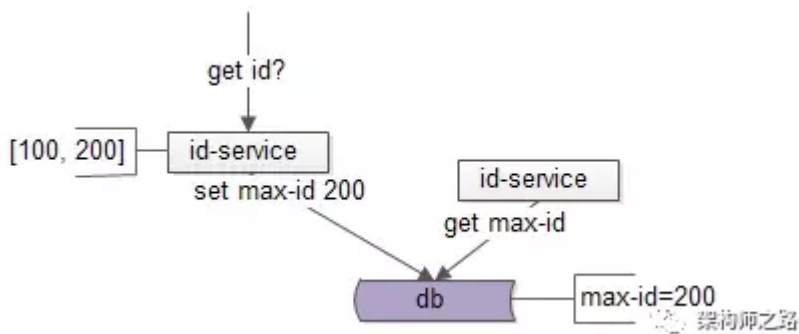 get id?
[100, 200]
id-service
set max-id 200
id-service
get max-id
db
max-id=200
架构师之路